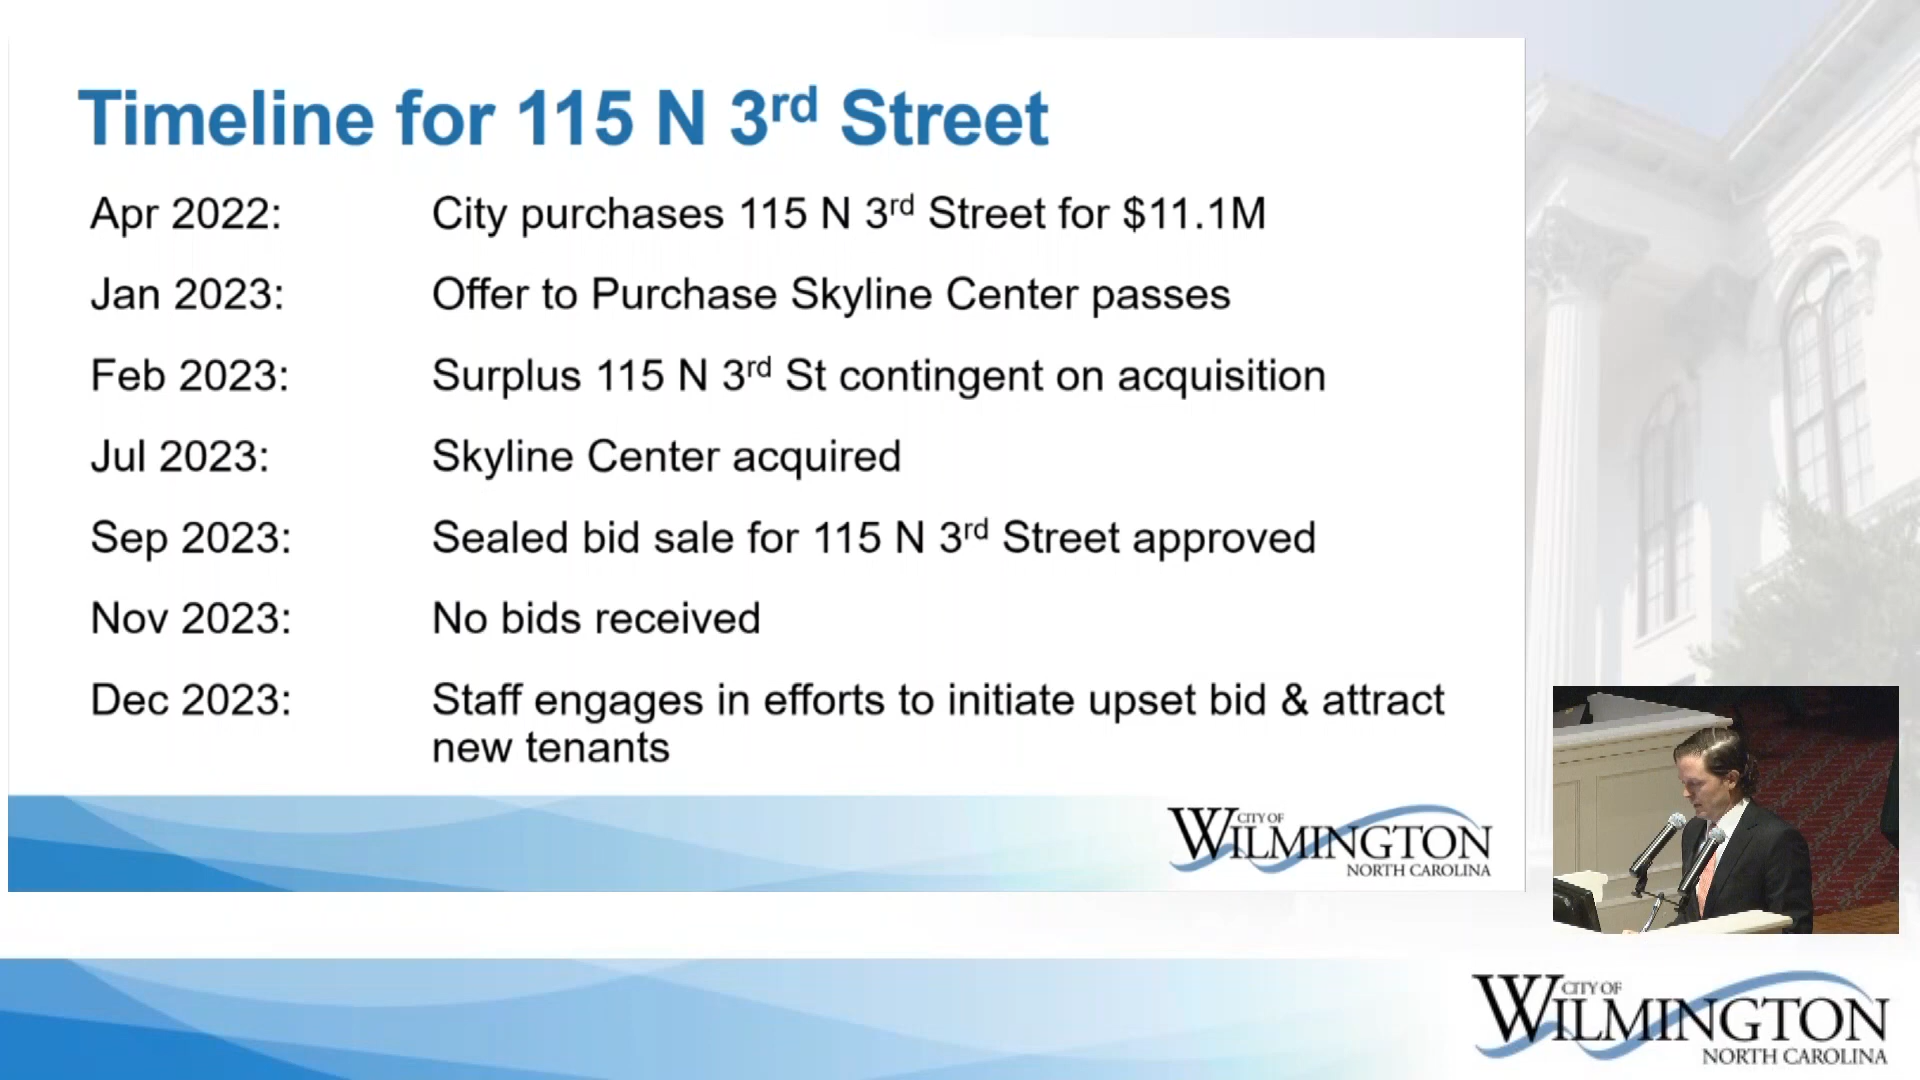 Timeline for 115 N 3rd Street
Apr 2022: City purchases 115 N 3rd Street for $11.1M
Jan 2023: Offer to Purchase Skyline Center passes
Feb 2023: Surplus 115 N 3rd St contingent on acquisition
Jul 2023: Skyline Center acquired
Sep 2023: Sealed bid sale for 115 N 3rd Street approved
Nov 2023: No bids received
Dec 2023: Staff engages in efforts to initiate upset bid & attract
new tenants
CITY OF
WILMINGTON
NORTH CAROLINA
CITY OF
WILMINGTON
NORTH CAROLINA